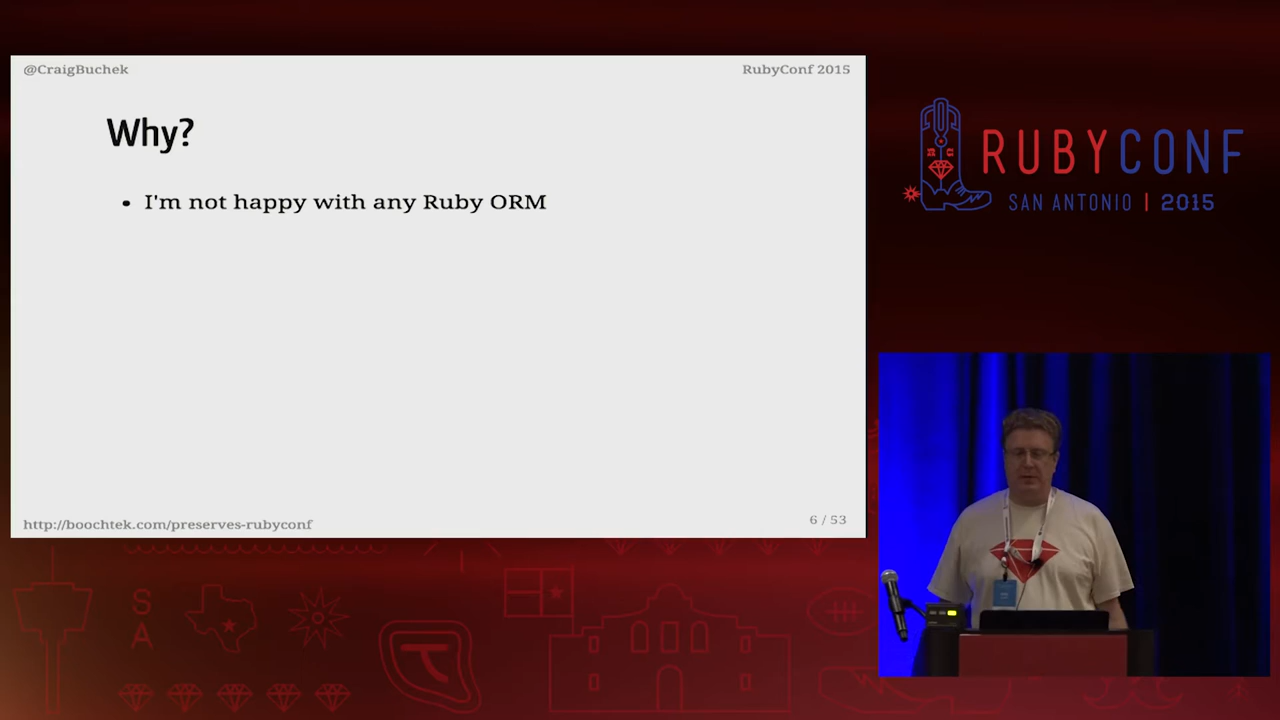 @CraigBuchek
RubyConf 2015
Why?
• I'm not happy with any Ruby ORM
http://boochtek.com/preserves-rubyconf
6 / 53
RUBYCONF
SAN ANTONIO | 2015
S
A